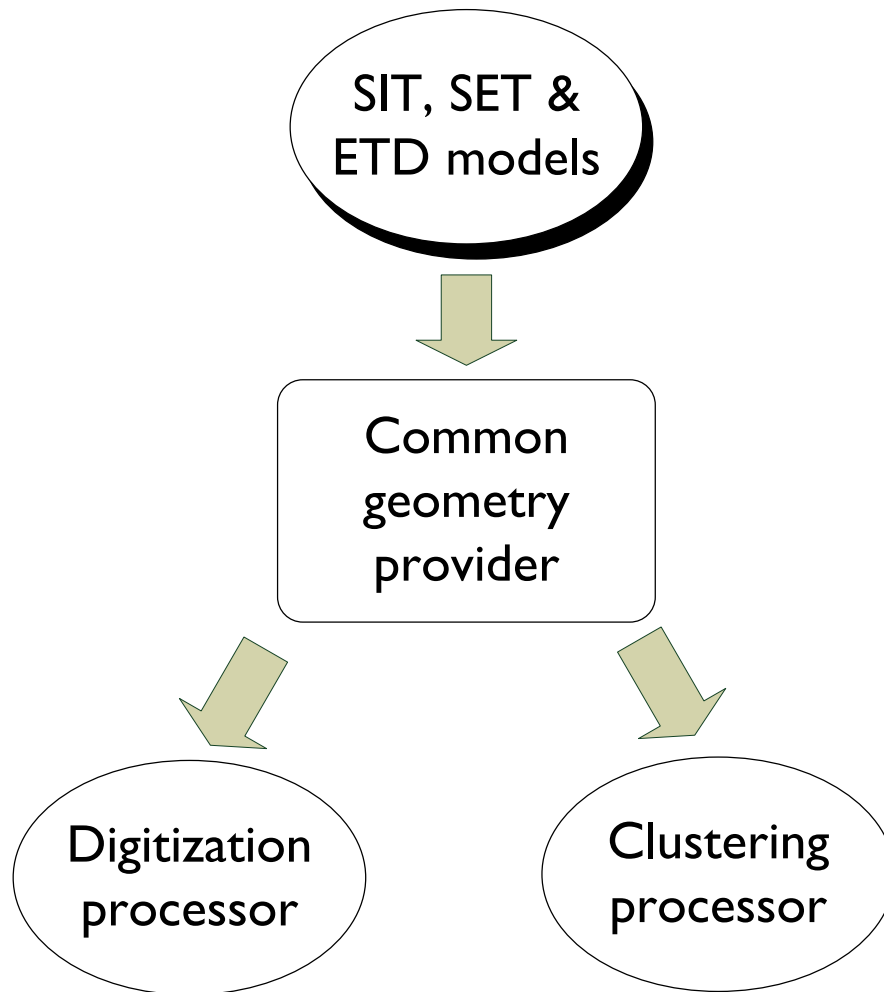 SIT, SET &
ETD models
Common
geometry
provider
Digitization
processor
Clustering
processor